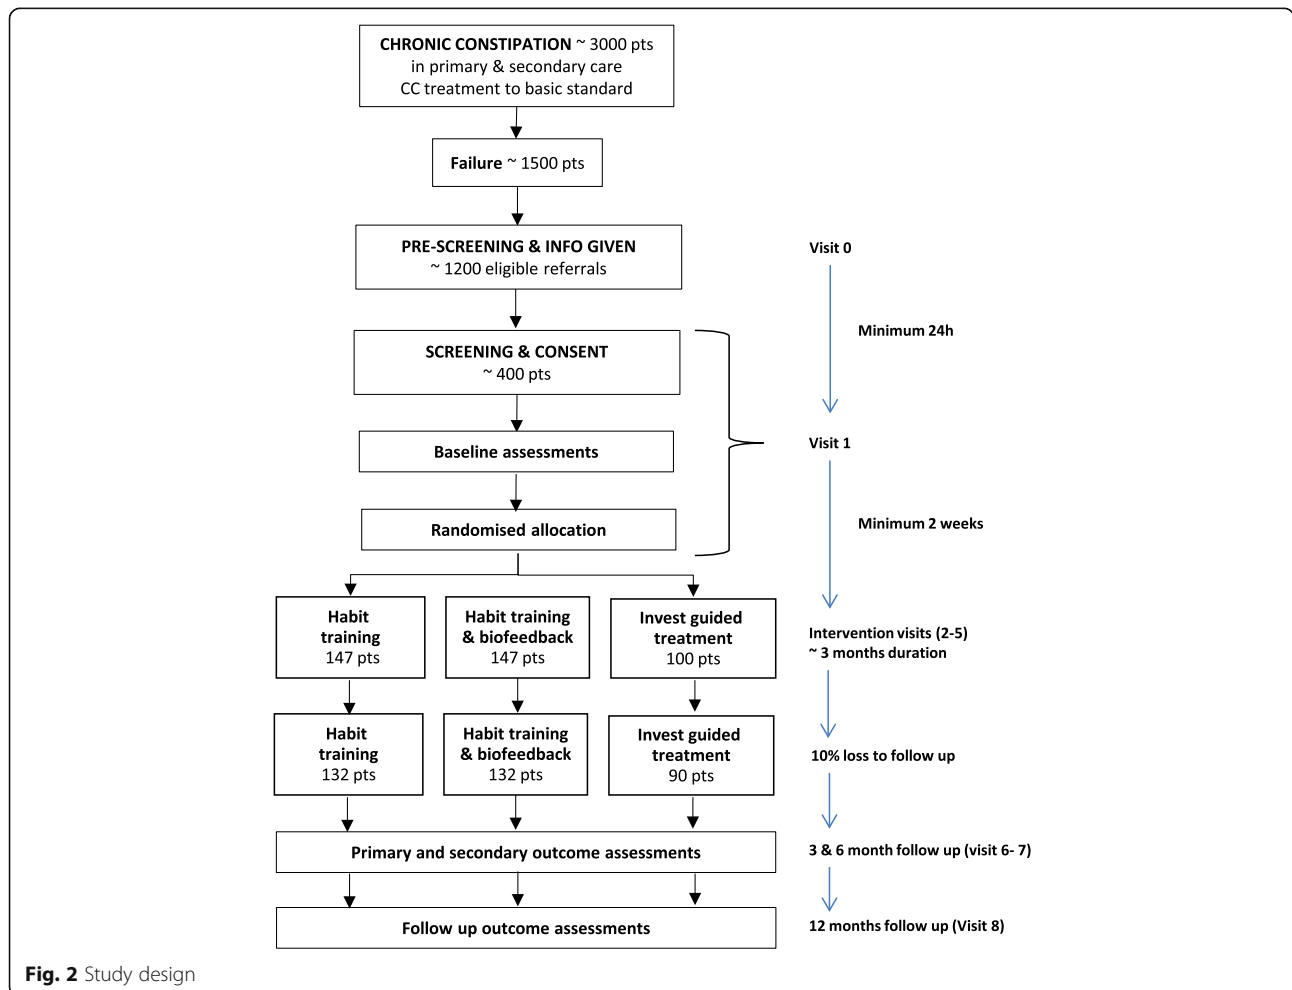 CHRONIC CONSTIPATION ~ 3000 pts
in primary & secondary care
CC treatment to basic standard
Failure ~ 1500 pts
PRE-SCREENING & INFO GIVEN
~ 1200 eligible referrals
Visit 0
Minimum 24h
SCREENING & CONSENT
~ 400 pts
Baseline assessments
Visit 1
Randomised allocation
Minimum 2 weeks
Habit
training
147 pts
Habit training
& biofeedback
147 pts
Invest guided
treatment
100 pts
Intervention visits (2-5)
~ 3 months duration
Habit
training
132 pts
Habit training
& biofeedback
132 pts
Invest guided
treatment
90 pts
10% loss to follow up
Primary and secondary outcome assessments
3 & 6 month follow up (visit 6- 7)
Follow up outcome assessments
12 months follow up (Visit 8)
Fig. 2 Study design